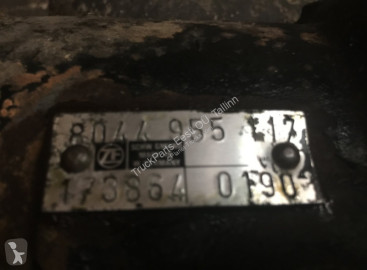 8044 955 117
ZF
173864 0190
TruckParts Eesti OÜ - Tallinn